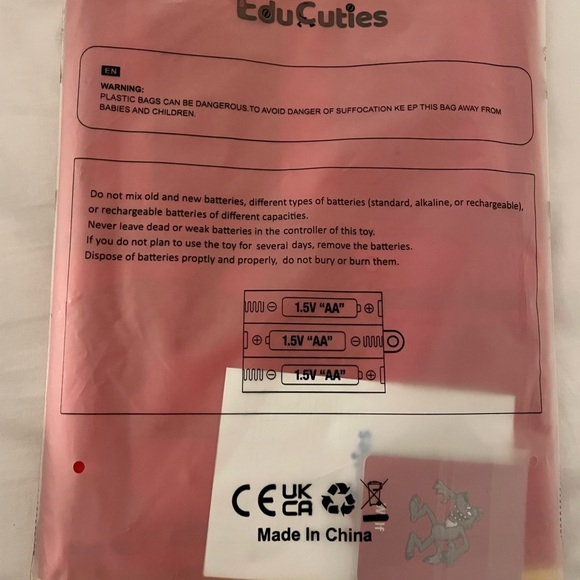 EduCuties
EN
WARNING:
PLASTIC BAGS CAN BE DANGEROUS.TO AVOID DANGER OF SUFFOCATION KE EP THIS BAG AWAY FROM
BABIES AND CHILDREN.
Do not mix old and new batteries, different types of batteries (standard, alkaline, or rechargeable),
or rechargeable batteries of different capacities.
Never leave dead or weak batteries in the controller of this toy.
If you do not plan to use the toy for several days, remove the batteries.
Dispose of batteries proptly and properly, do not bury or burn them.
1.5V “AA”
1.5V “AA”
1.5V “AA”
CE UK
CA
Made In China